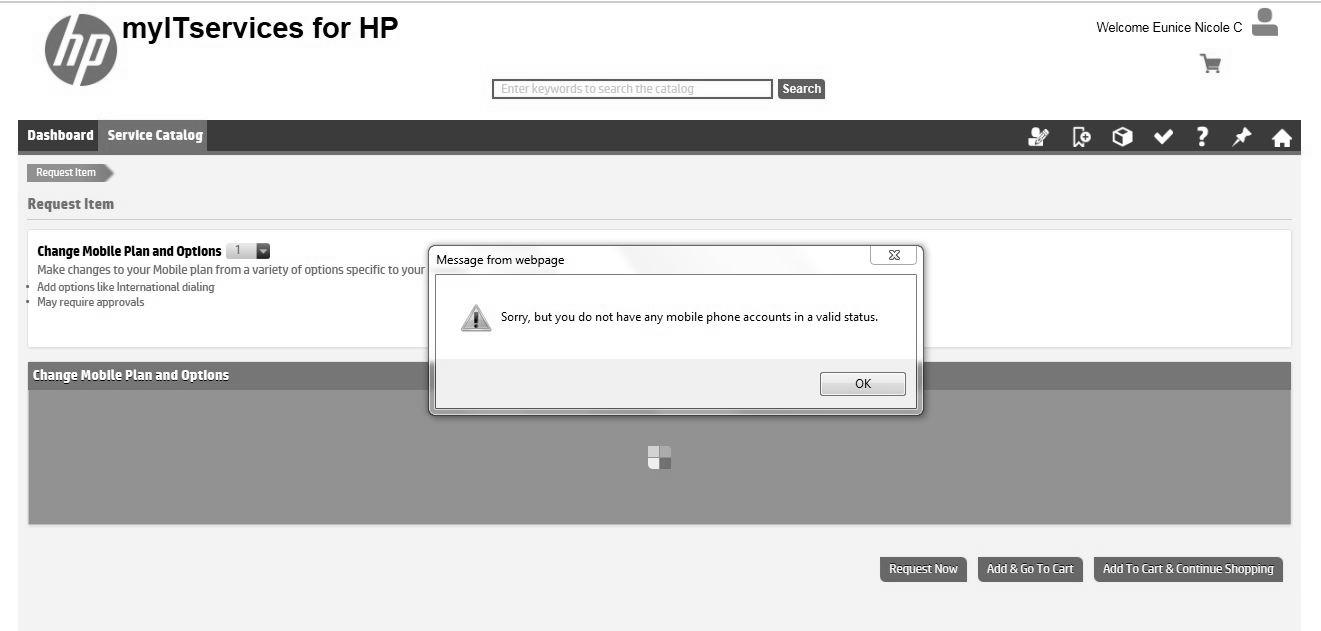 hp
myITservices for HP
Welcome Eunice Nicole C
Enter keywords to search the catalog
Search
Dashboard
Service Catalog
Request Item
Request Item
Change Mobile Plan and Options 1
Make changes to your Mobile plan from a variety of options specific to your
• Add options like International dialing
• May require approvals
Message from webpage
Sorry, but you do not have any mobile phone accounts in a valid status.
OK
Change Mobile Plan and Options
Request Now
Add & Go To Cart
Add To Cart & Continue Shopping